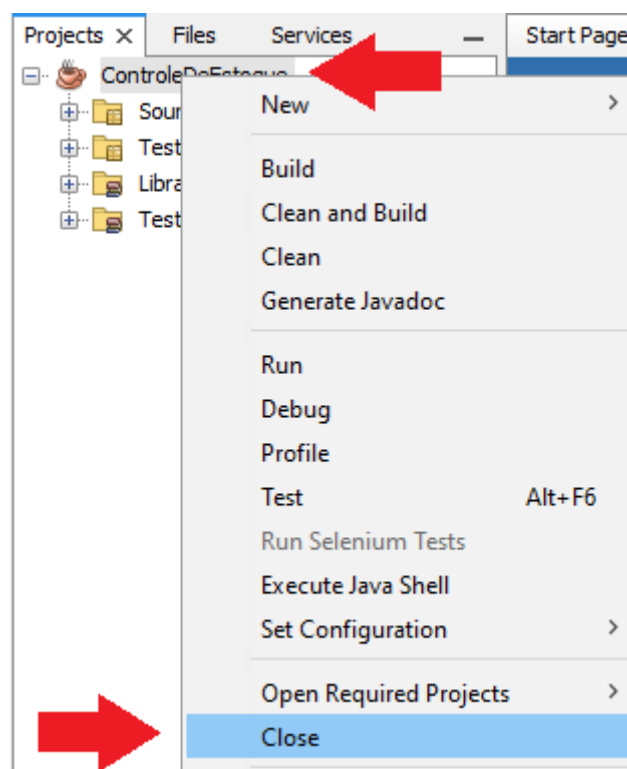 Projects × Files Services Start Page
ControleDeEstoque
New
Sour
Test
Build
Libra
Clean and Build
Test
Clean
Generate Javadoc
Run
Debug
Profile
Test Alt+F6
Run Selenium Tests
Execute Java Shell
Set Configuration
Open Required Projects
Close